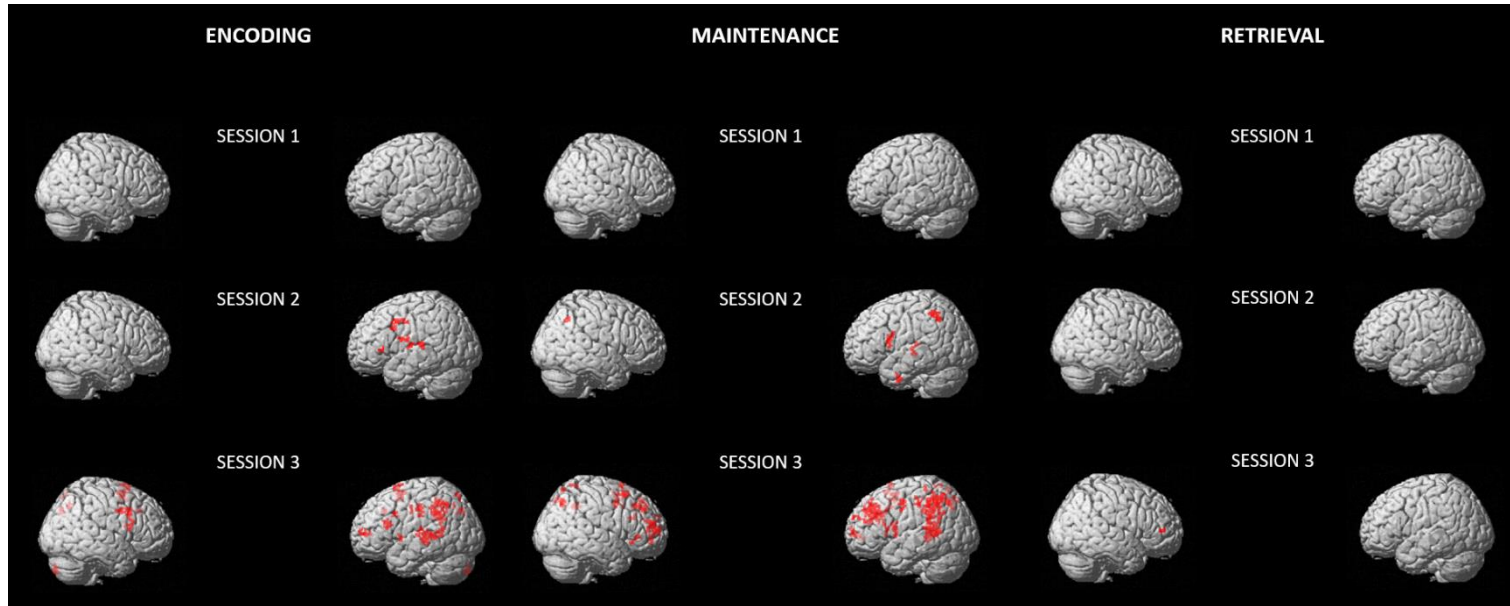 ENCODING MAINTENANCE RETRIEVAL
SESSION 1 SESSION 1 SESSION 1
SESSION 2 SESSION 2 SESSION 2
SESSION 3 SESSION 3 SESSION 3